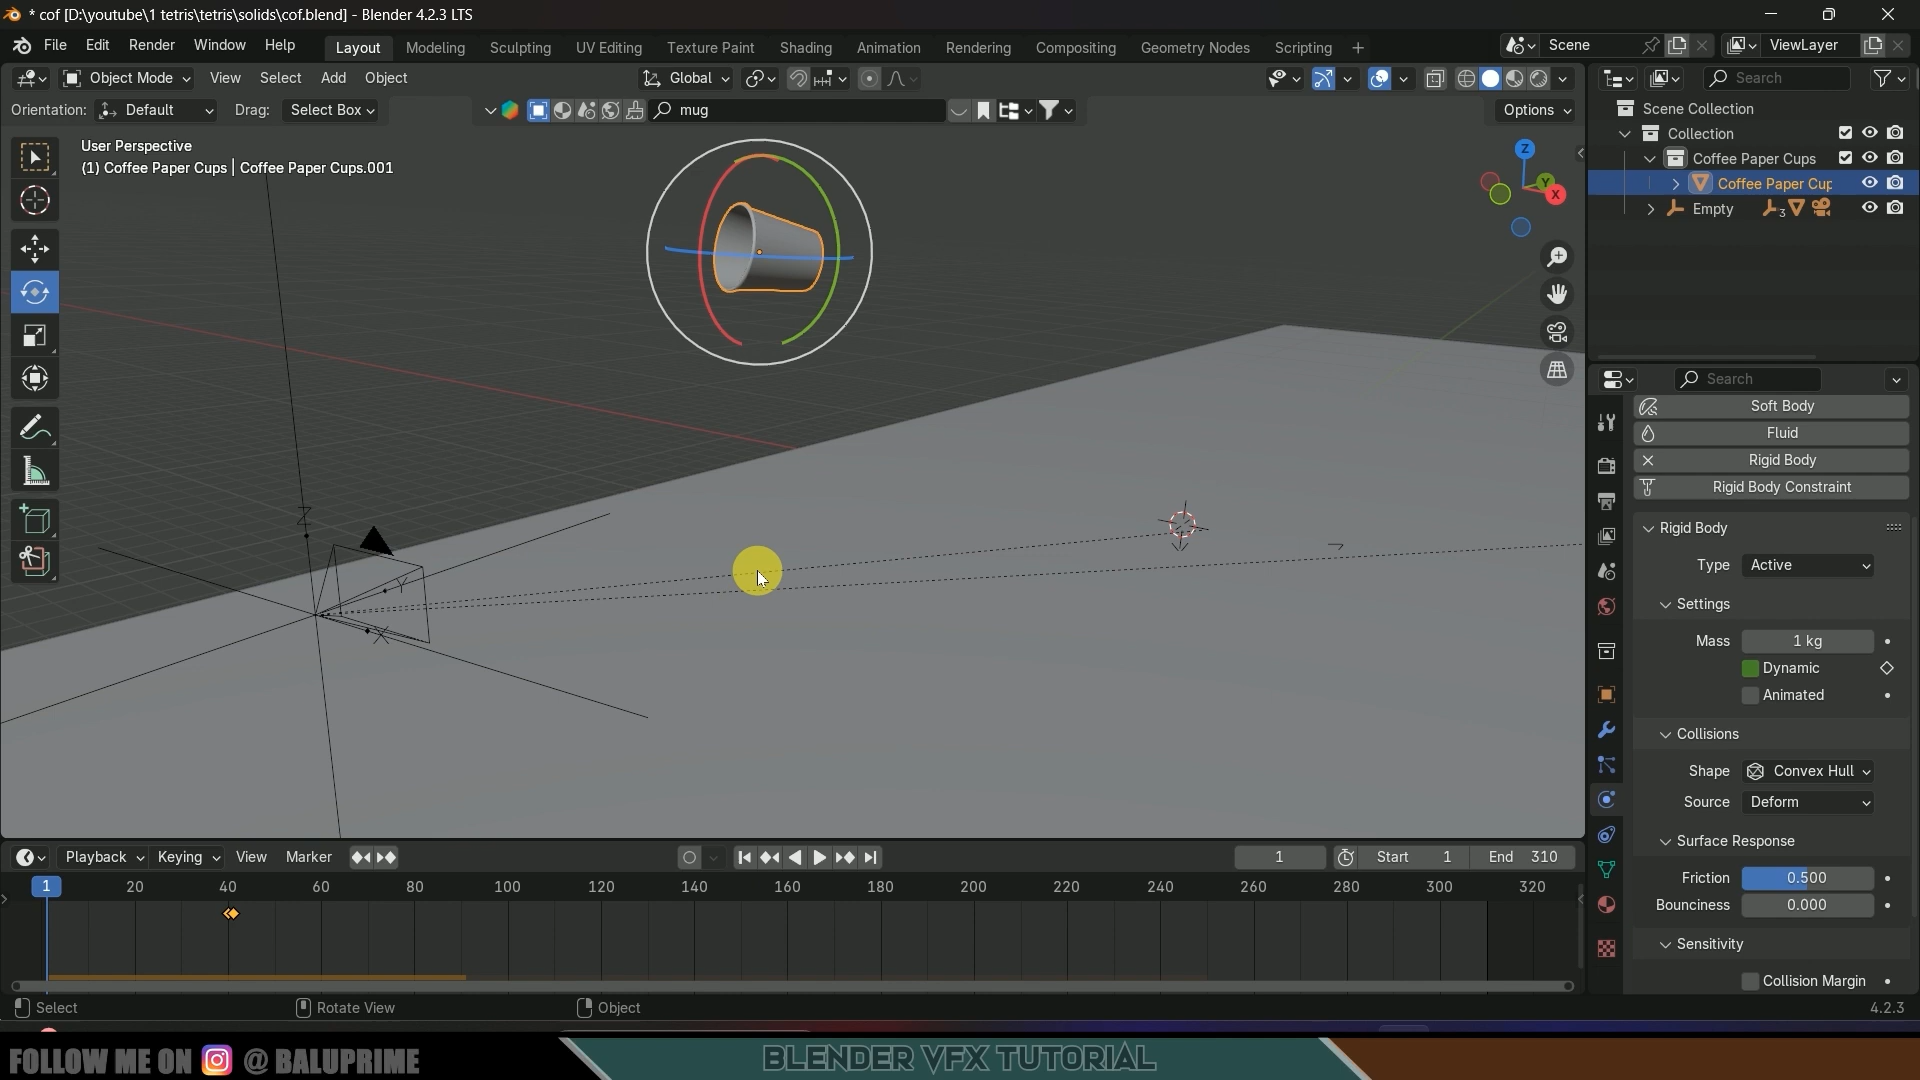 * cof [D:\youtube\1 tetris\tetris\solids\cof.blend] - Blender 4.2.3 LTS
File Edit Render Window Help Layout Modeling Sculpting UV Editing Texture Paint Shading Animation Rendering Compositing Geometry Nodes Scripting + Scene ViewLayer
Object Mode View Select Add Object Global Search
Orientation: Default Drag: Select Box mug Options
Scene Collection
Collection
Coffee Paper Cups
Coffee Paper Cup
Empty 3
User Perspective
(1) Coffee Paper Cups | Coffee Paper Cups.001
Z
Y
X
Z
Y
X
Search
Soft Body
Fluid
Rigid Body
Rigid Body Constraint
Rigid Body
Type Active
Settings
Mass 1 kg
Dynamic
Animated
Collisions
Shape Convex Hull
Source Deform
Surface Response
Friction 0.500
Bounciness 0.000
Sensitivity
Collision Margin
Playback Keying View Marker 1 Start 1 End 310
1 20 40 60 80 100 120 140 160 180 200 220 240 260 280 300 320
Select Rotate View Object 4.2.3
FOLLOW ME ON @ BALUPRIME BLENDER VFX TUTORIAL